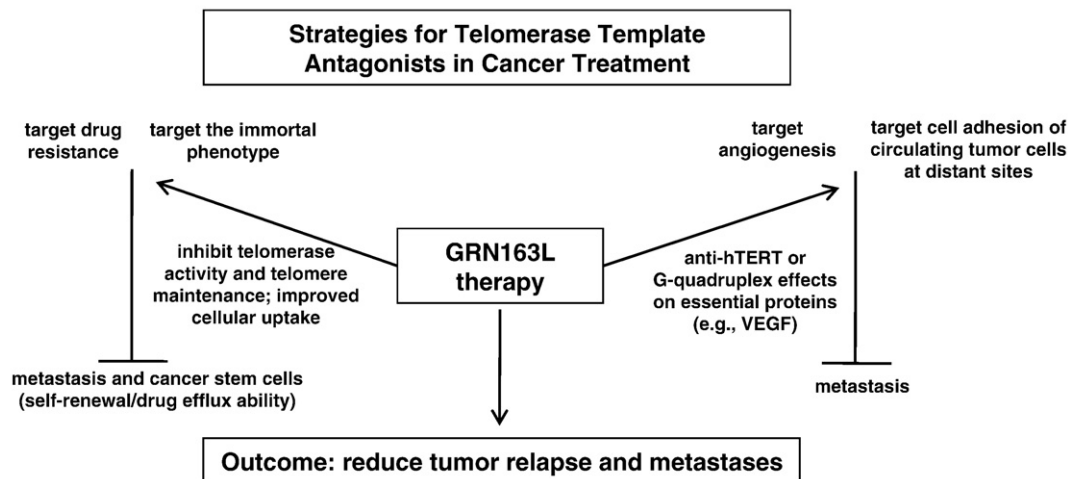 Strategies for Telomerase Template
Antagonists in Cancer Treatment
target drug
resistance
target the immortal
phenotype
target
angiogenesis
target cell adhesion of
circulating tumor cells
at distant sites
inhibit telomerase
activity and telomere
maintenance; improved
cellular uptake
GRN163L
therapy
anti-hTERT or
G-quadruplex effects
on essential proteins
(e.g., VEGF)
metastasis and cancer stem cells
(self-renewal/drug efflux ability)
metastasis
Outcome: reduce tumor relapse and metastases